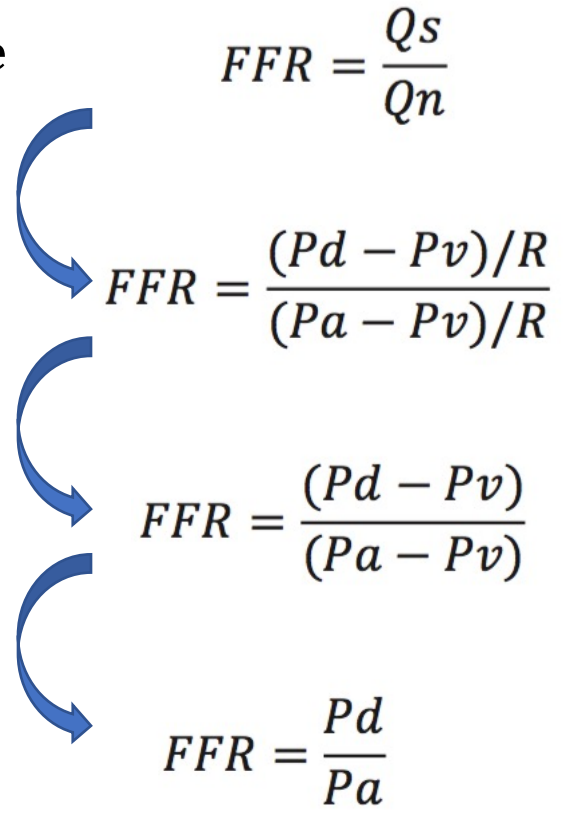 e
FFR = Qs / Qn
FFR = (Pd − Pv)/R / (Pa − Pv)/R
FFR = (Pd − Pv) / (Pa − Pv)
FFR = Pd / Pa